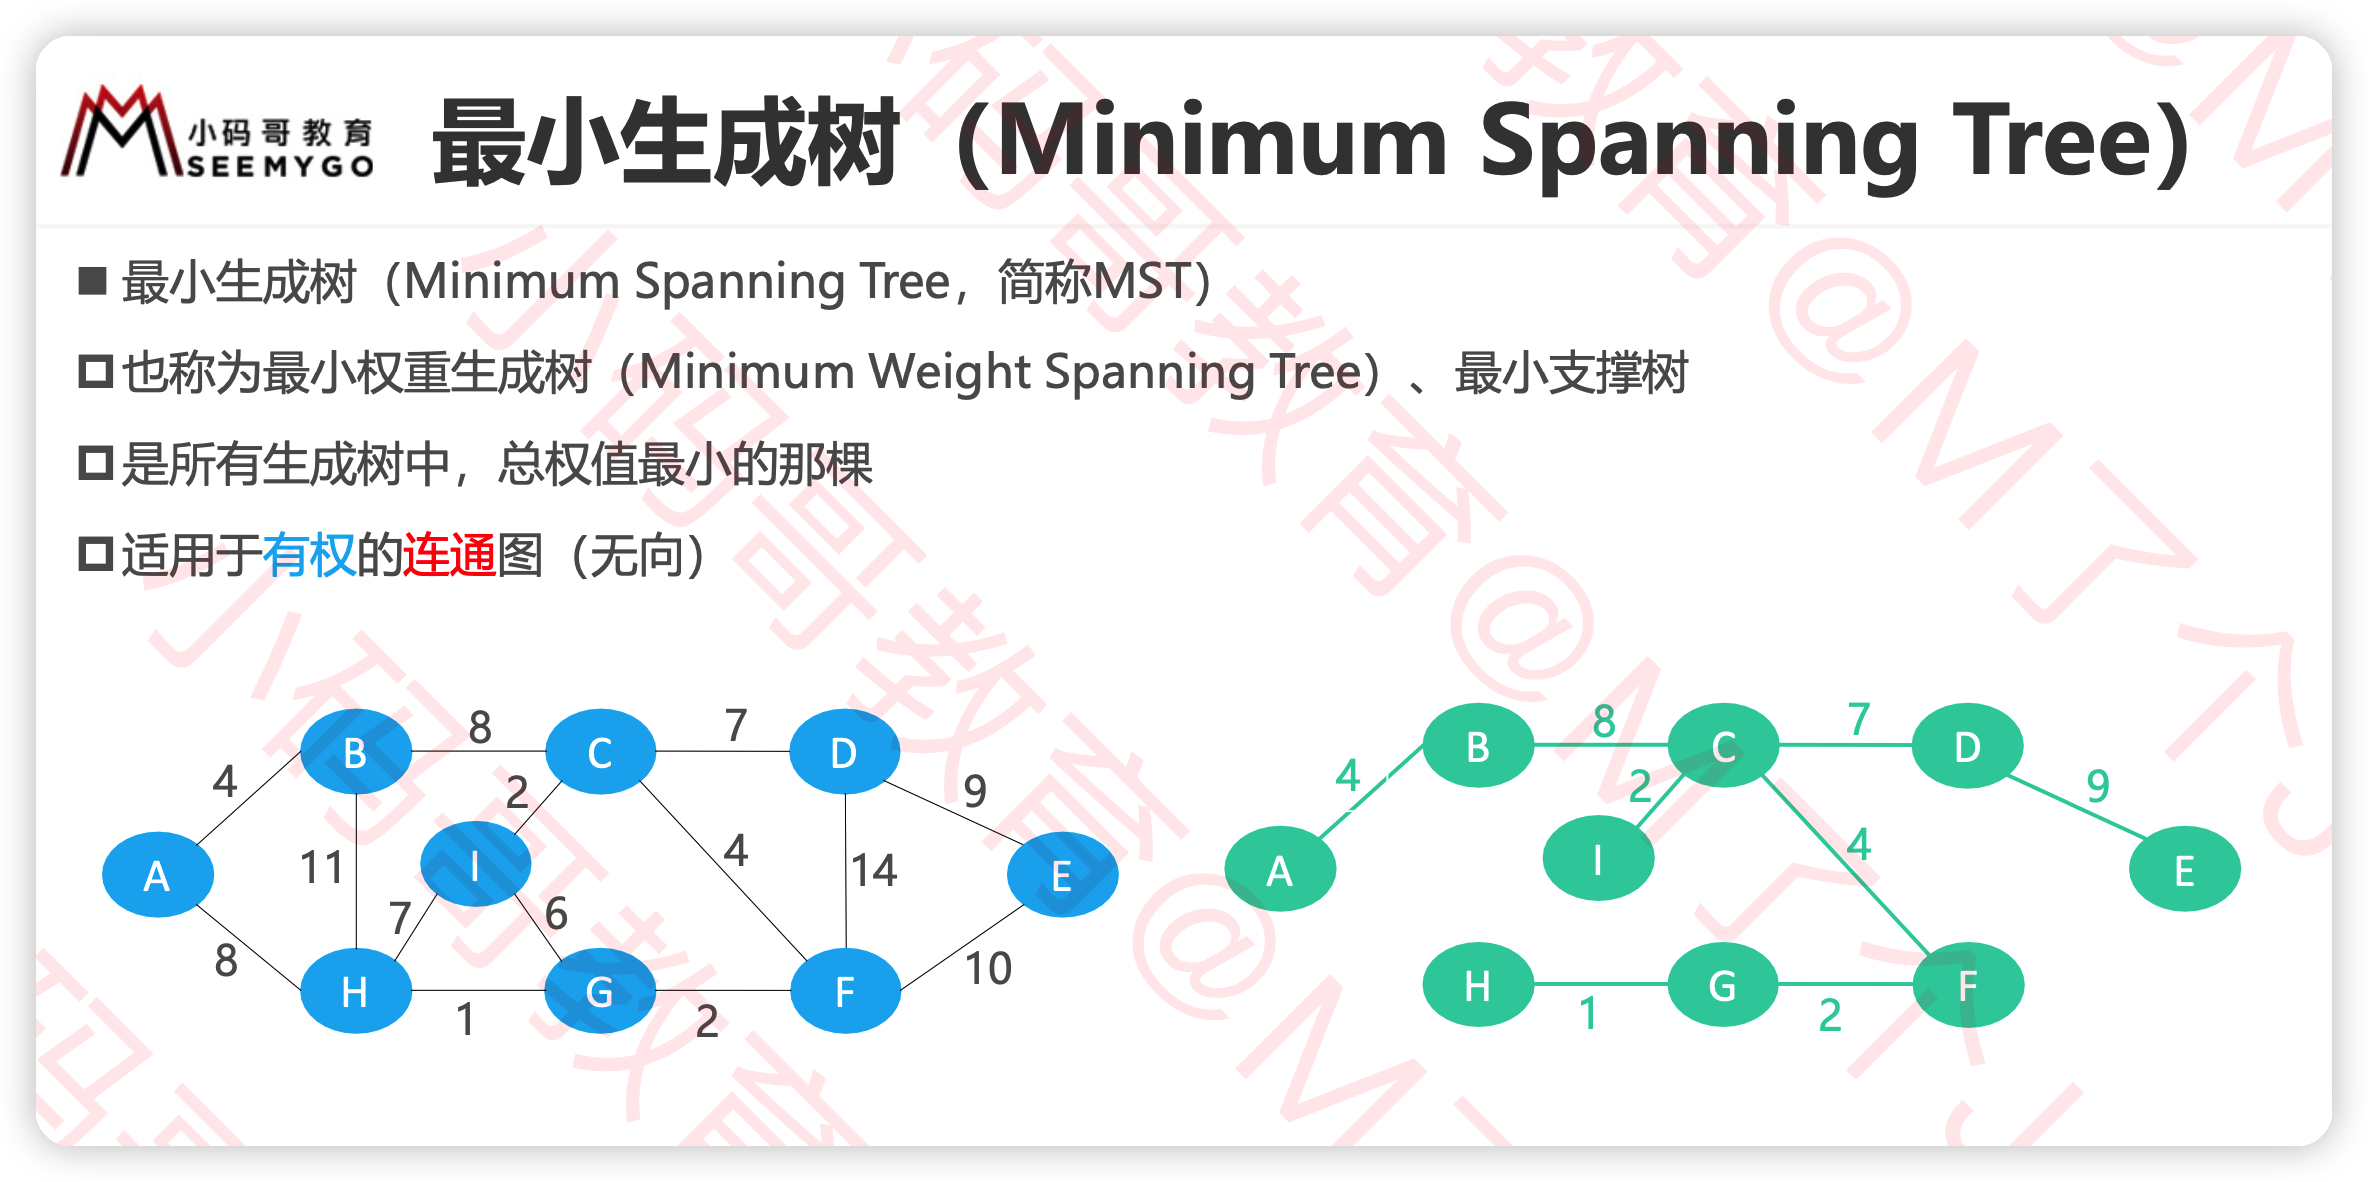 小码哥教育
SEEMYGO
最小生成树（Minimum Spanning Tree）
最小生成树（Minimum Spanning Tree，简称MST）
也称为最小权重生成树（Minimum Weight Spanning Tree）、最小支撑树
是所有生成树中，总权值最小的那棵
适用于有权的连通图（无向）
B 8 C 7 D
4 2 9
11 I 4 14
A E
7 6
8 10
H 1 G 2 F
B 8 C 7 D
4 2 9
I 4
A E
H 1 G 2 F
小码哥教育@M了个J